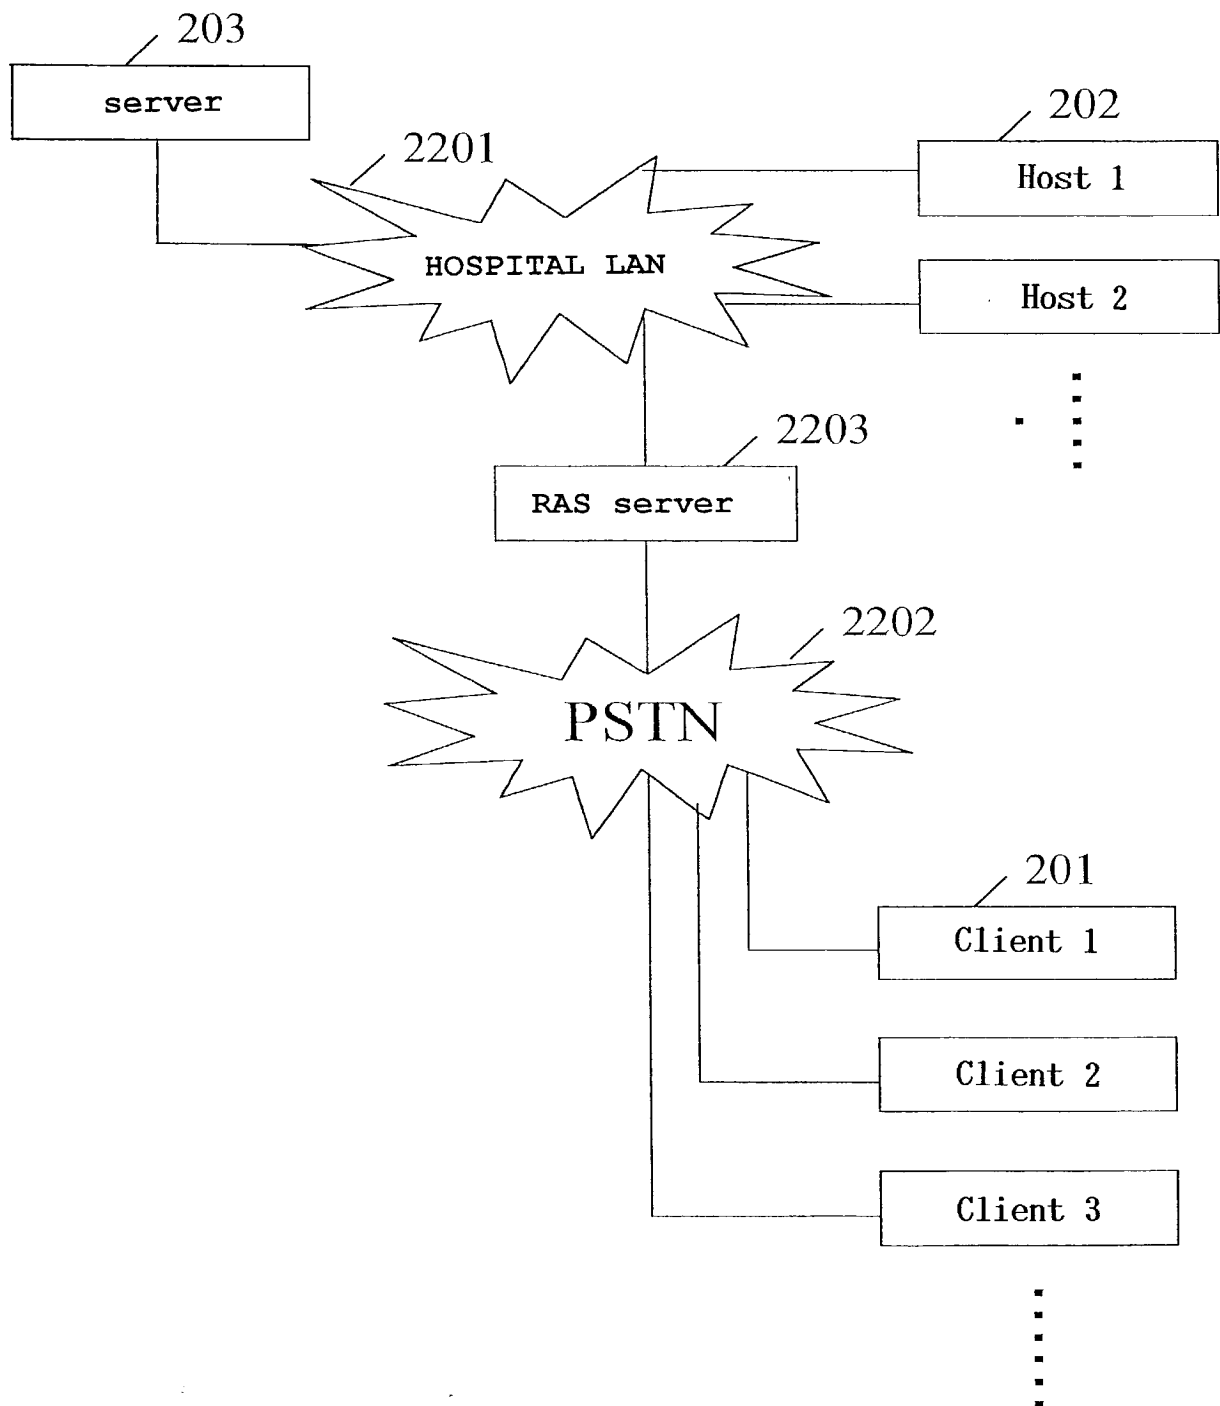 203
server
2201
202
Host 1
HOSPITAL LAN
Host 2
2203
RAS server
2202
PSTN
201
Client 1
Client 2
Client 3